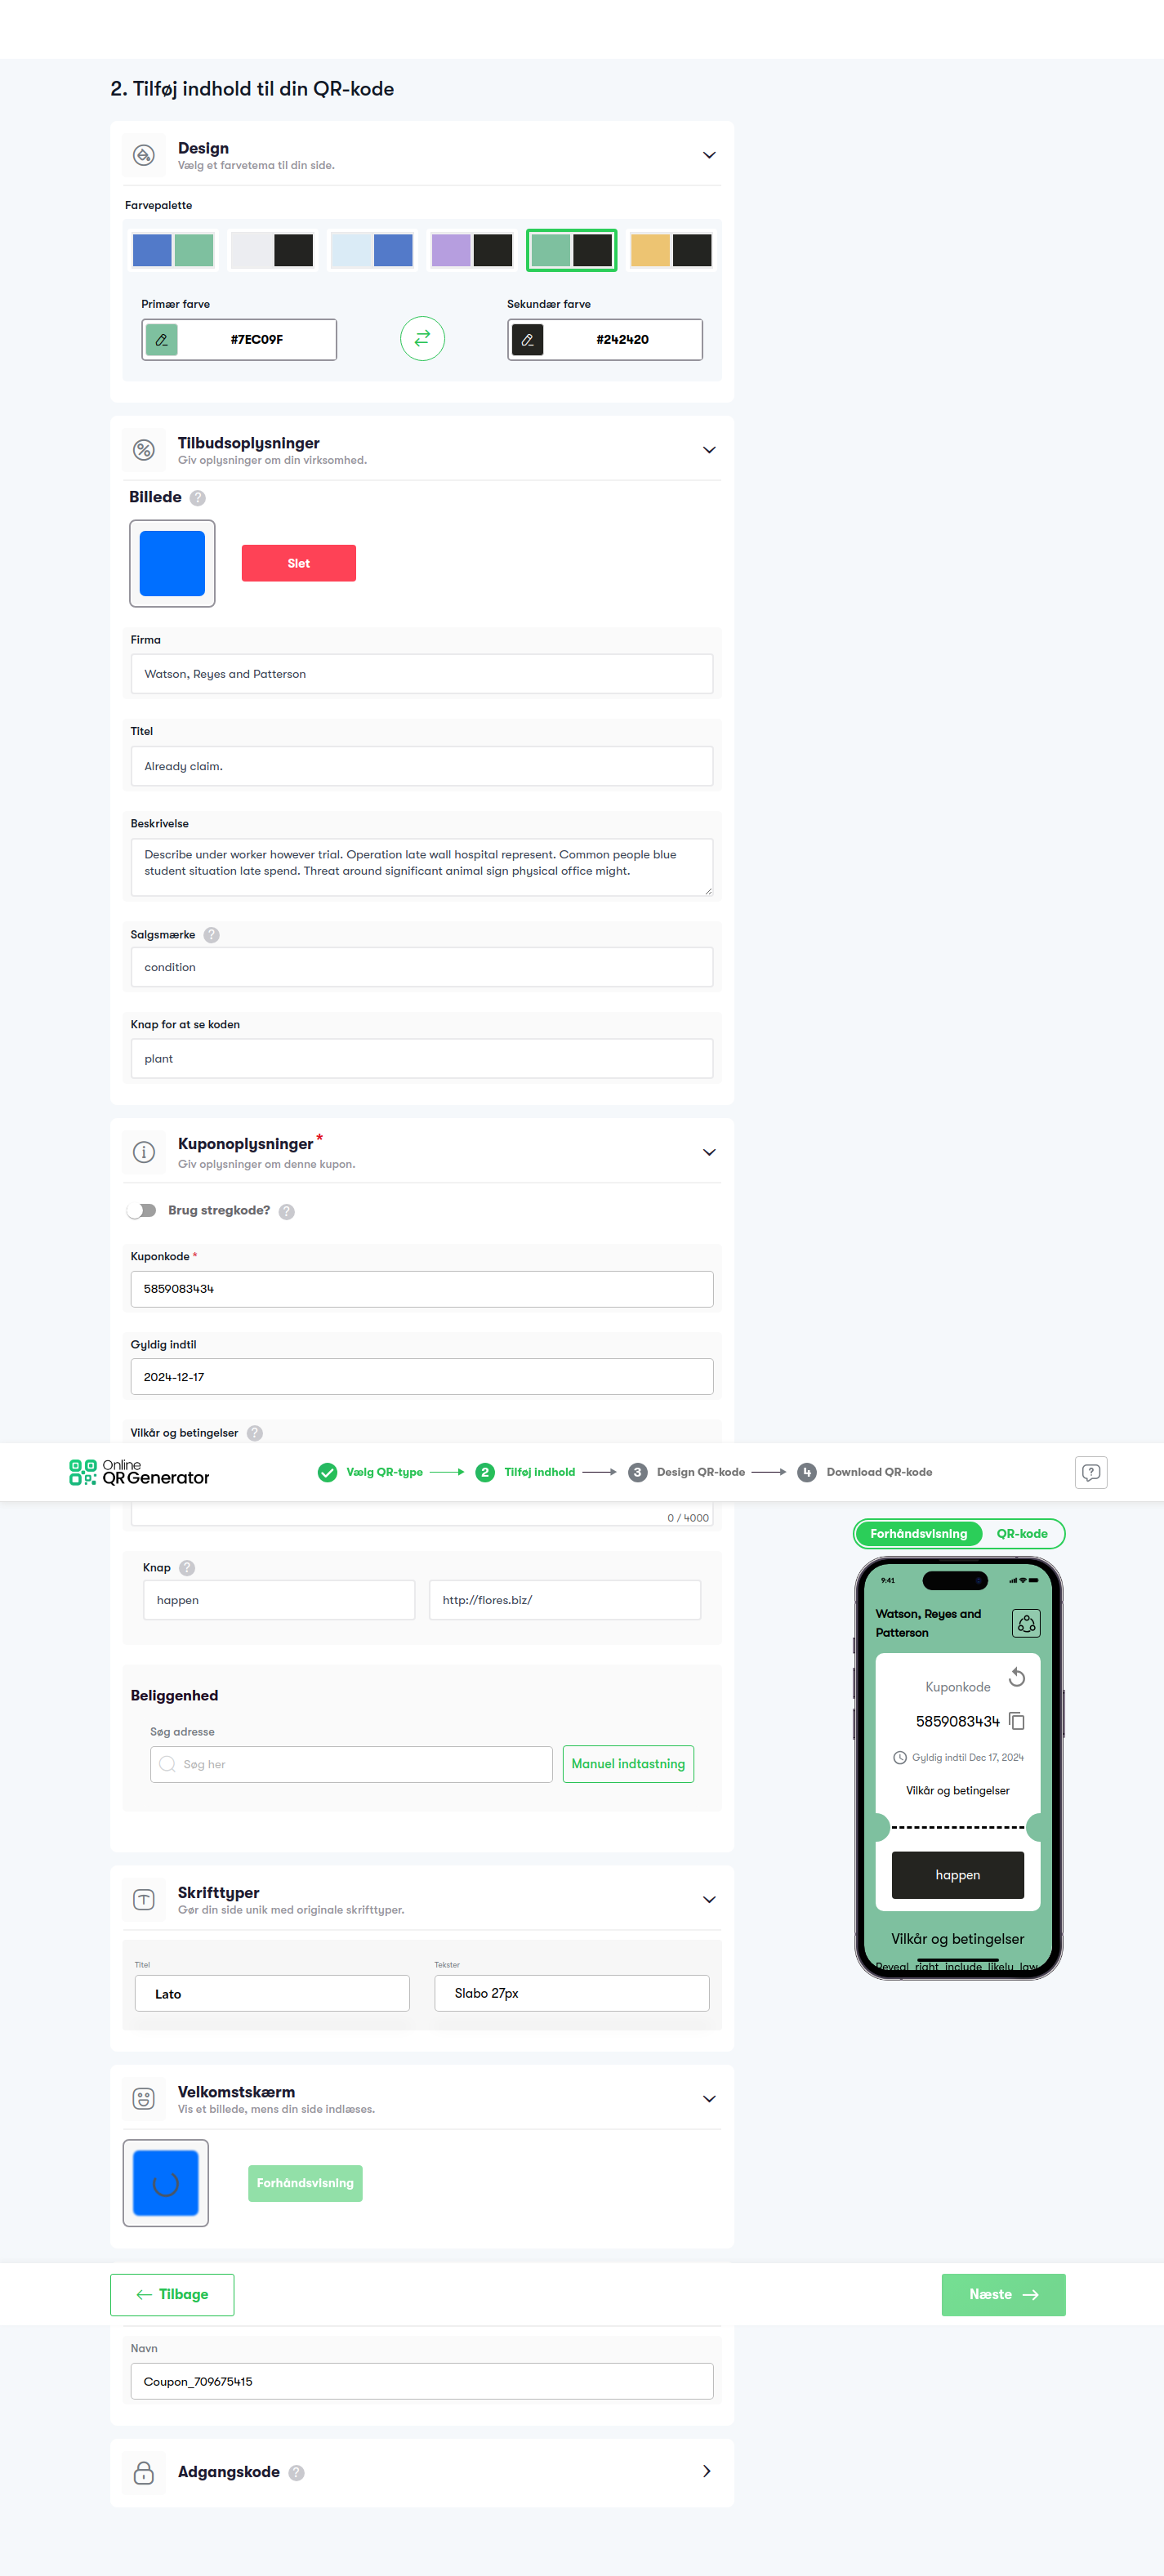 2. Tilføj indhold til din QR-kode
Design
Vælg et farvetema til din side.
Farvepalette
Primær farve
Sekundær farve
#7EC09F
#242420
Tilbudsoplysninger
Giv oplysninger om din virksomhed.
Billede ?
Slet
Firma
Watson, Reyes and Patterson
Titel
Already claim.
Beskrivelse
Describe under worker however trial. Operation late wall hospital represent. Common people blue
student situation late spend. Threat around significant animal sign physical office might.
Salgsmærke ?
condition
Knap for at se koden
plant
Kuponoplysninger *
Giv oplysninger om denne kupon.
Brug stregkode? ?
Kuponkode *
5859083434
Gyldig indtil
2024-12-17
Vilkår og betingelser ?
Online
QR Generator
Vælg QR-type
2 Tilføj indhold
3 Design QR-kode
4 Download QR-kode
?
0 / 4000
Knap ?
happen
http://flores.biz/
Beliggenhed
Søg adresse
Søg her
Manuel indtastning
Forhåndsvisning
QR-kode
9:41
Watson, Reyes and
Patterson
Kuponkode
5859083434
Gyldig indtil Dec 17, 2024
Vilkår og betingelser
happen
Vilkår og betingelser
Reveal right include likely law
Skrifttyper
Gør din side unik med originale skrifttyper.
Titel
Tekster
Lato
Slabo 27px
Velkomstskærm
Vis et billede, mens din side indlæses.
Forhåndsvisning
Tilbage
Næste
Navn
Coupon_709675415
Adgangskode ?